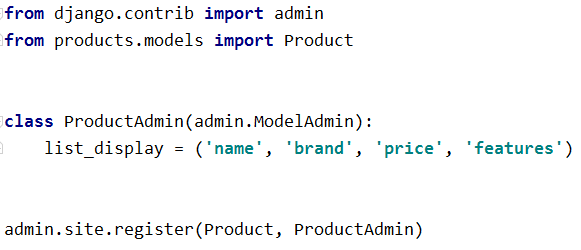 from django.contrib import admin
from products.models import Product
class ProductAdmin(admin.ModelAdmin):
    list_display = ('name', 'brand', 'price', 'features')
admin.site.register(Product, ProductAdmin)